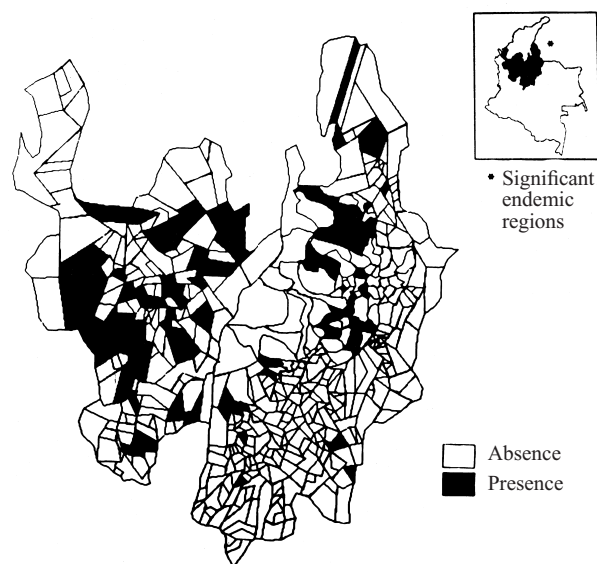 * Significant
endemic
regions
Absence
Presence